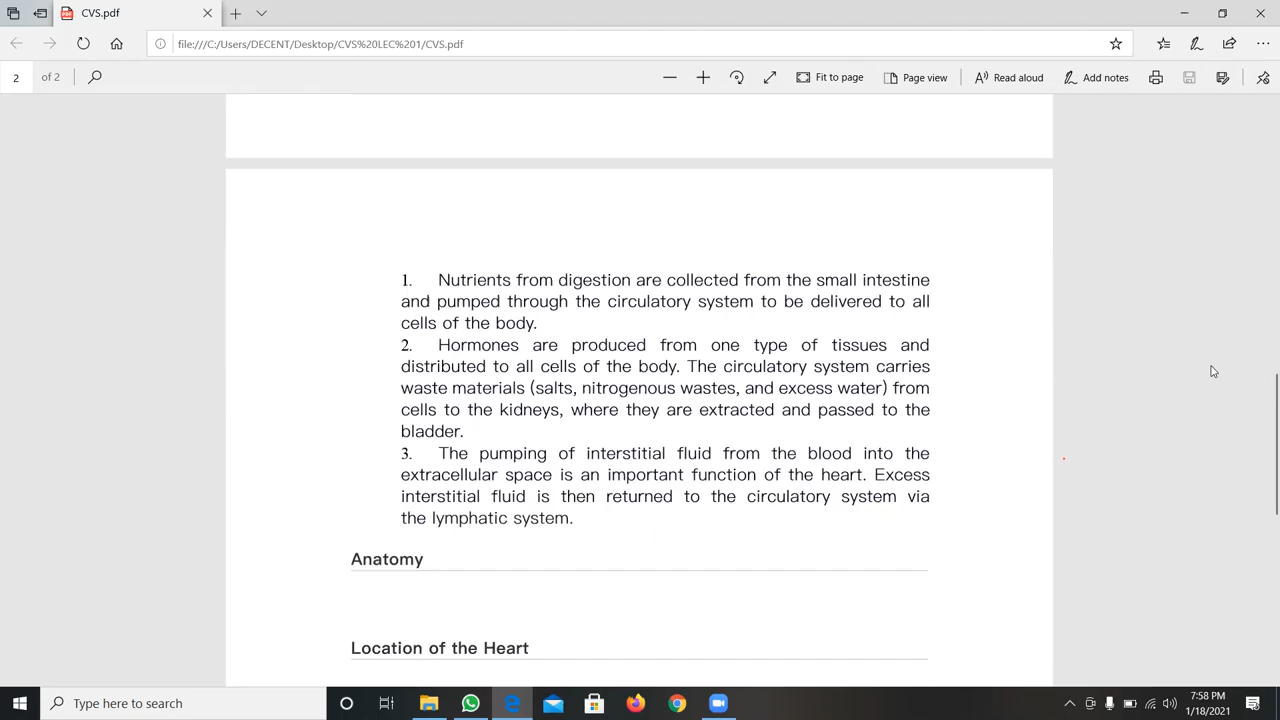 CVS.pdf
file:///C:/Users/DECENT/Desktop/CVS%20LEC%201/CVS.pdf
2 of 2 Fit to page Page view Read aloud Add notes
1. Nutrients from digestion are collected from the small intestine
and pumped through the circulatory system to be delivered to all
cells of the body.
2. Hormones are produced from one type of tissues and
distributed to all cells of the body. The circulatory system carries
waste materials (salts, nitrogenous wastes, and excess water) from
cells to the kidneys, where they are extracted and passed to the
bladder.
3. The pumping of interstitial fluid from the blood into the
extracellular space is an important function of the heart. Excess
interstitial fluid is then returned to the circulatory system via
the lymphatic system.
Anatomy
Location of the Heart
Type here to search
7:58 PM
1/18/2021